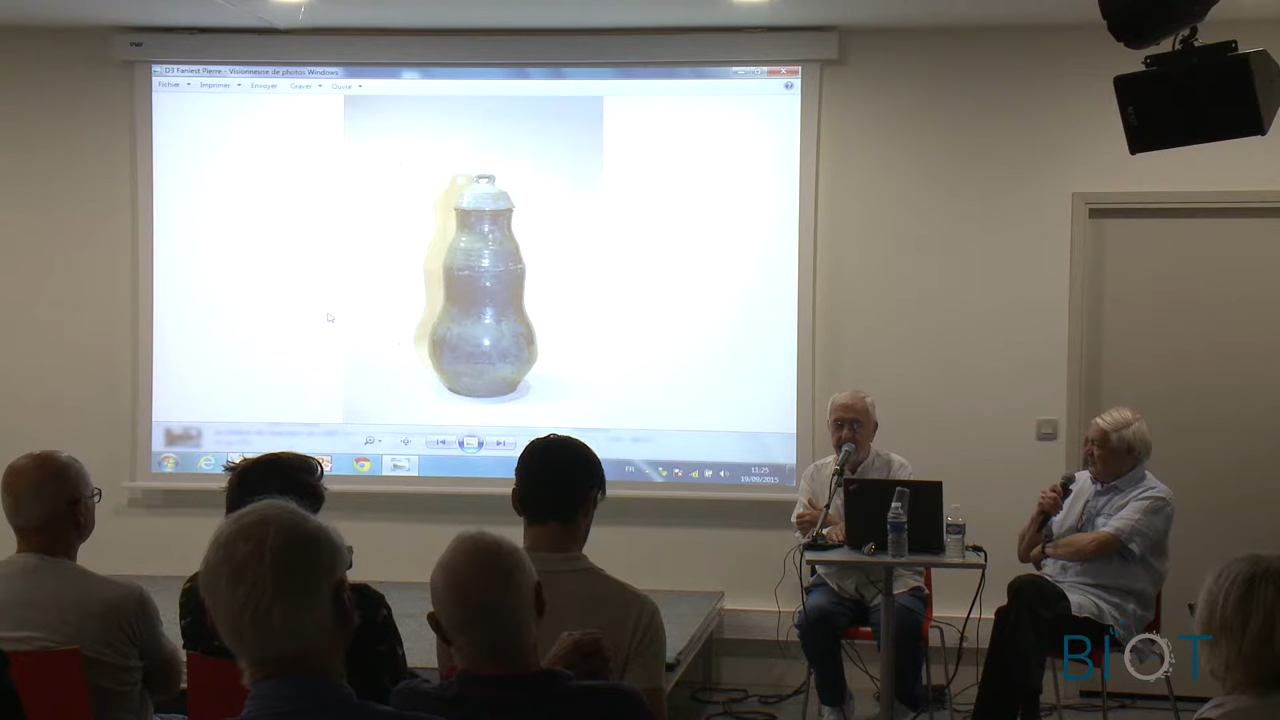 D3 Faniest Pierre - Visionneuse de photos Windows
Fichier Imprimer Envoyer Graver Ouvrir
FR
11:25
19/09/2015
BIOT